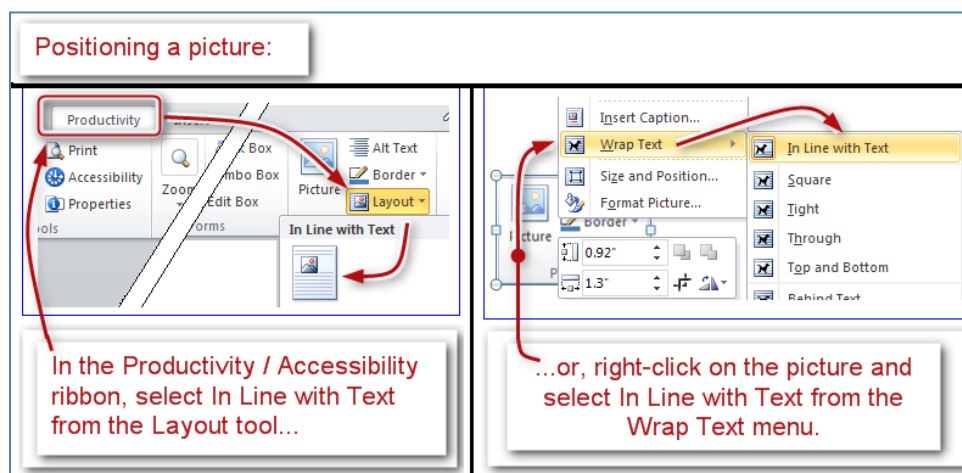 Positioning a picture:
Productivity
Print
Accessibility
Properties
Zoom
Box
Box
Edit Box
Picture
Alt Text
Border
Layout
In Line with Text
In the Productivity / Accessibility
ribbon, select In Line with Text
from the Layout tool...
Insert Caption...
Wrap Text
Size and Position...
Format Picture...
Picture
Border
0.92"
1.3"
In Line with Text
Square
Tight
Through
Top and Bottom
Behind Text
...or, right-click on the picture and
select In Line with Text from the
Wrap Text menu.